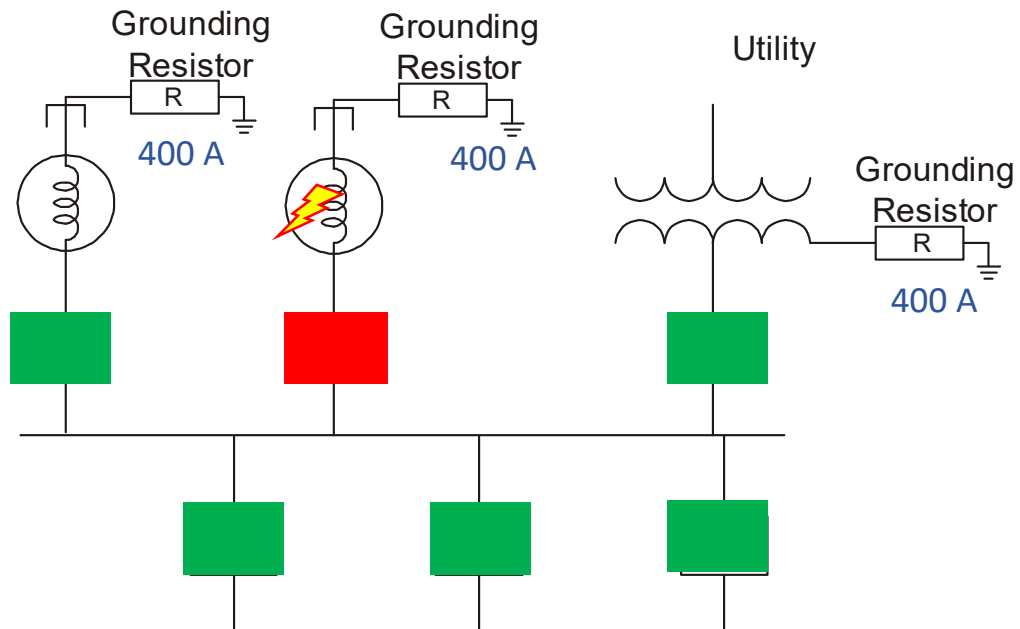 Grounding
Resistor
R
400 A
Grounding
Resistor
R
400 A
Utility
Grounding
Resistor
R
400 A